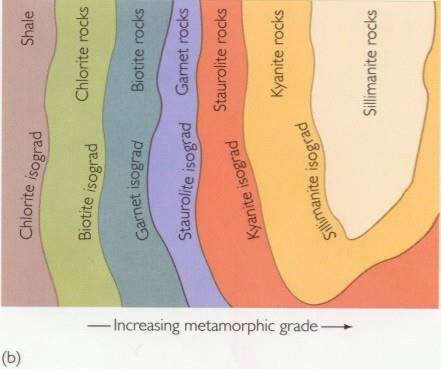 Shale
Chlorite rocks
Biotite rocks
Garnet rocks
Staurolite rocks
Kyanite rocks
Sillimanite rocks
Chlorite isograd
Biotite isograd
Garnet isograd
Staurolite isograd
Kyanite isograd
Sillimanite isograd
Increasing metamorphic grade
(b)